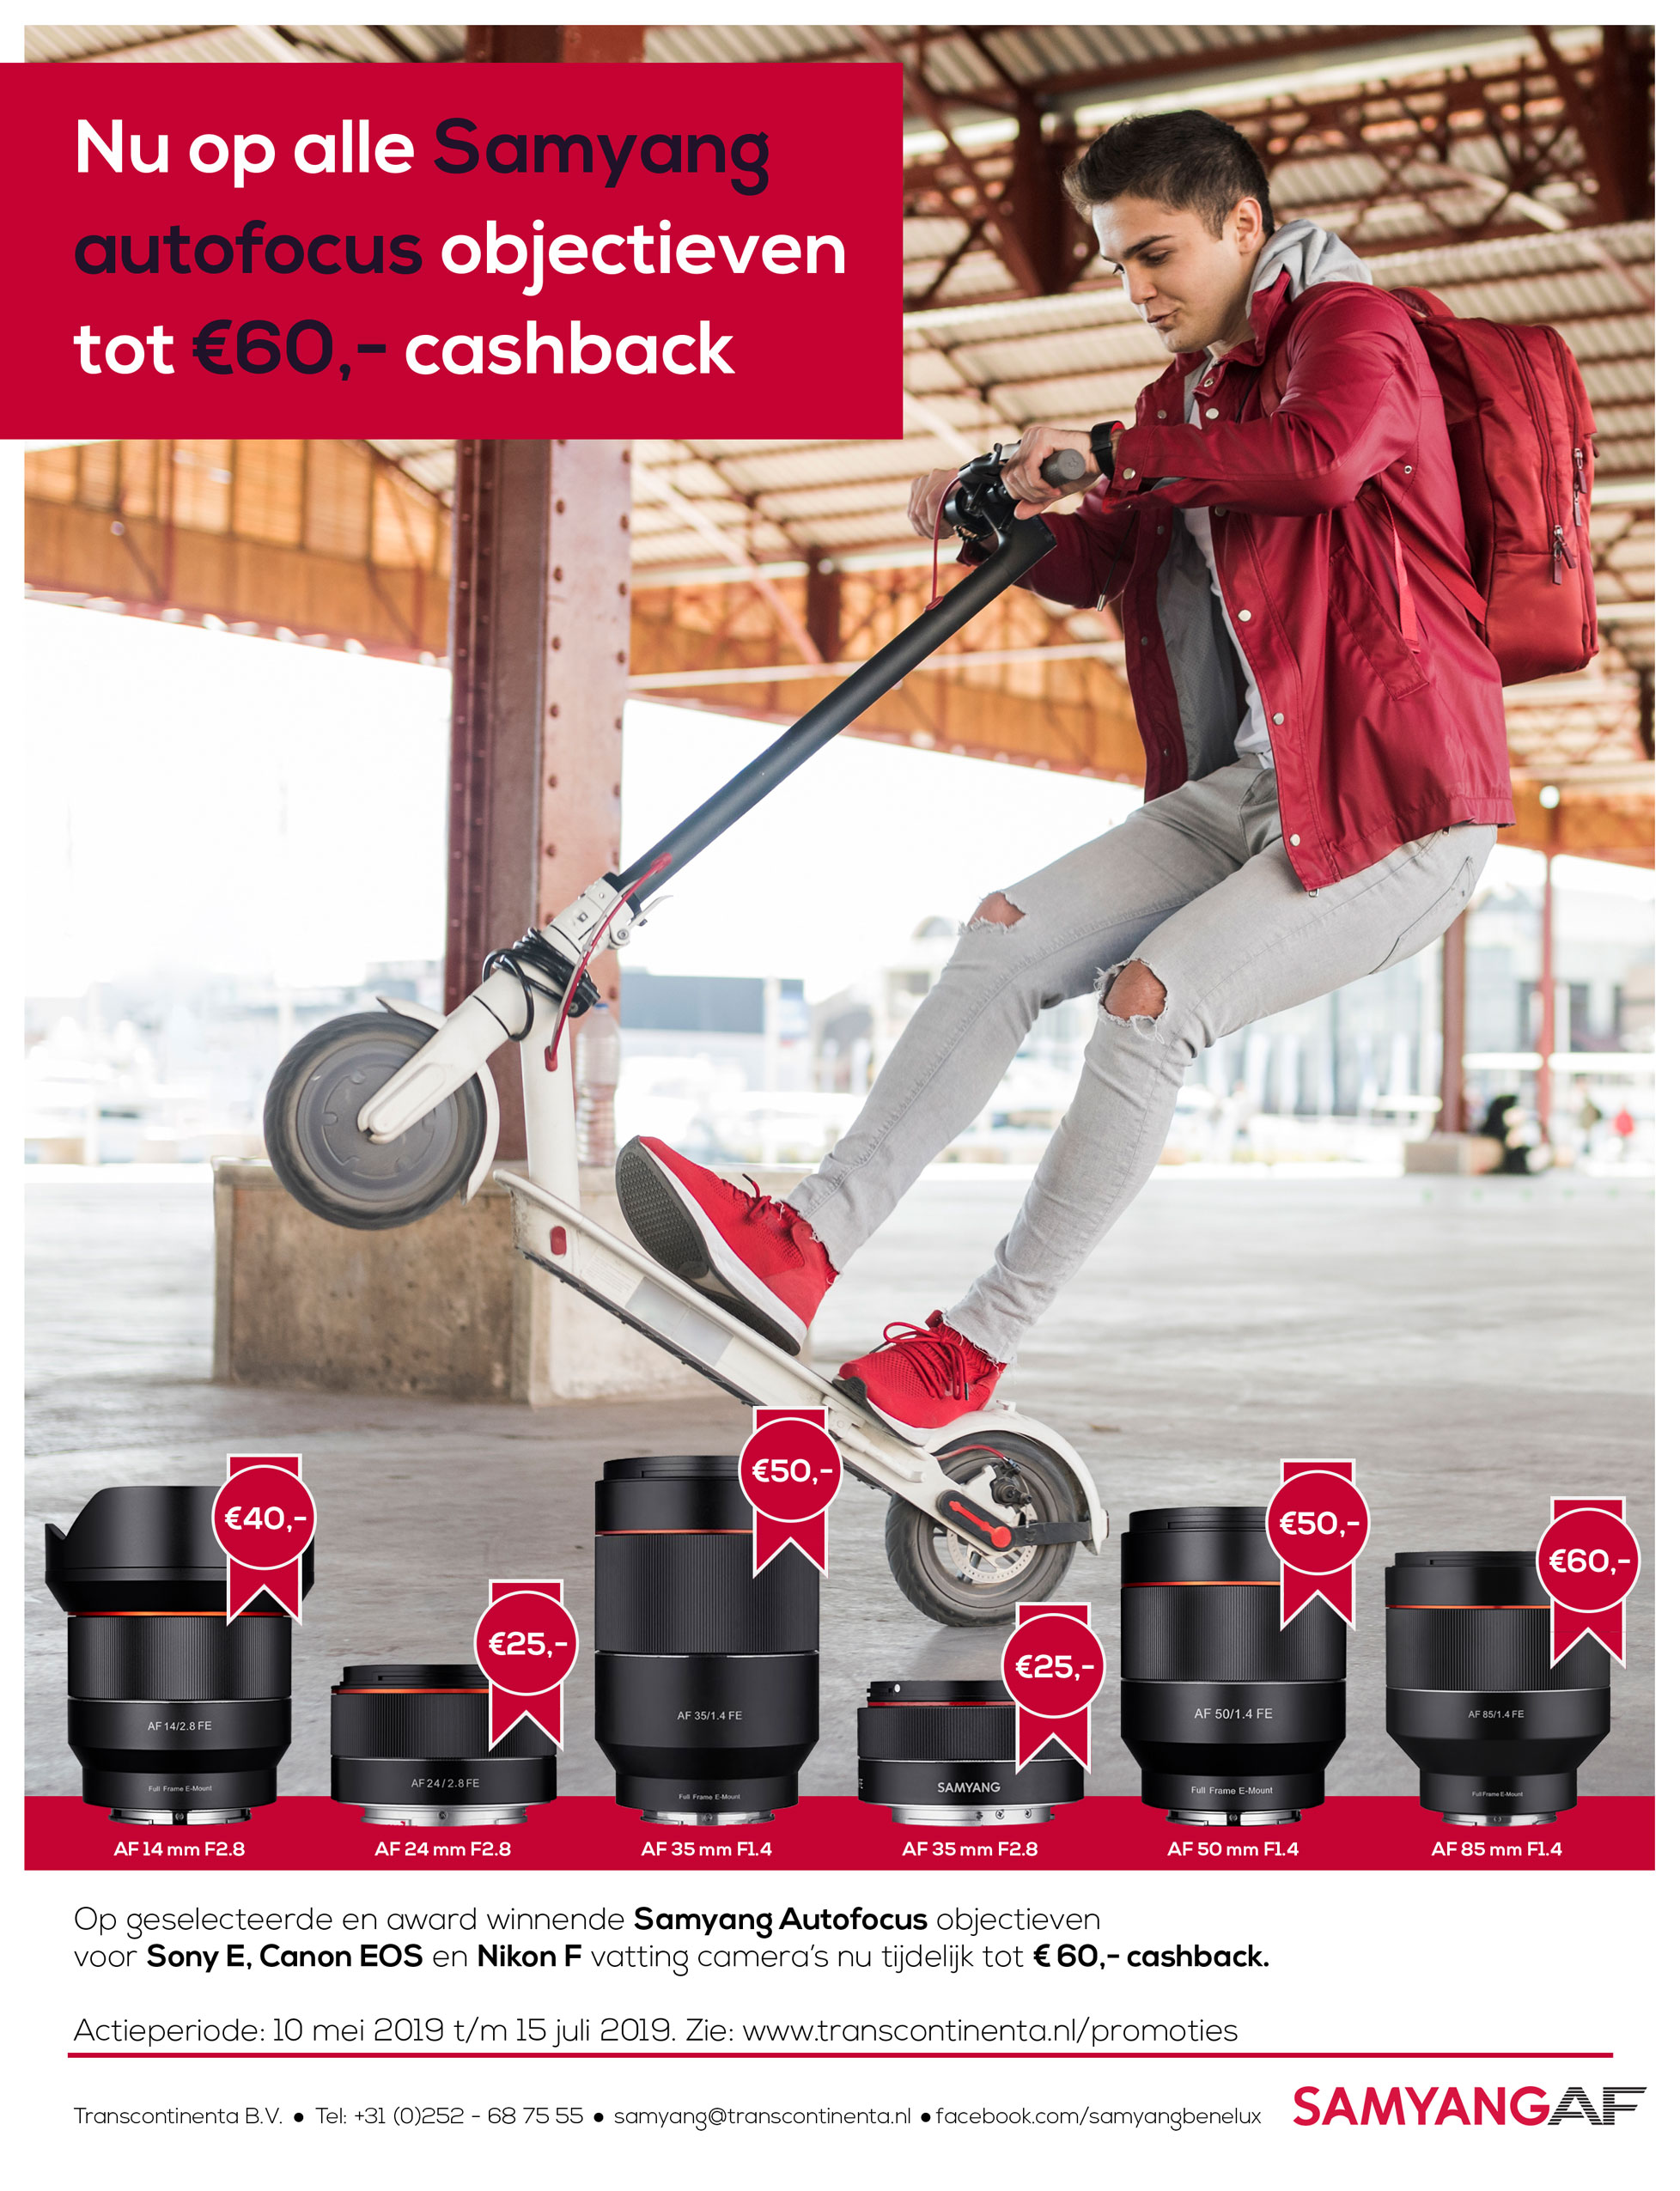 Nu op alle Samyang
autofocus objectieven
tot €60,- cashback
€40,-
€25,-
€50,-
€25,-
€50,-
€60,-
AF 14/2.8 FE
Full Frame E-Mount
AF 24/2.8 FE
AF 35/1.4 FE
Full Frame E-Mount
SAMYANG
AF 50/1.4 FE
Full Frame E-Mount
AF 85/1.4 FE
Full Frame E-Mount
AF 14 mm F2.8
AF 24 mm F2.8
AF 35 mm F1.4
AF 35 mm F2.8
AF 50 mm F1.4
AF 85 mm F1.4
Op geselecteerde en award winnende Samyang Autofocus objectieven
voor Sony E, Canon EOS en Nikon F vatting camera's nu tijdelijk tot € 60,- cashback.
Actieperiode: 10 mei 2019 t/m 15 juli 2019. Zie: www.transcontinenta.nl/promoties
Transcontinenta B.V. • Tel: +31 (0)252 - 68 75 55 • samyang@transcontinenta.nl • facebook.com/samyangbenelux
SAMYANGAF